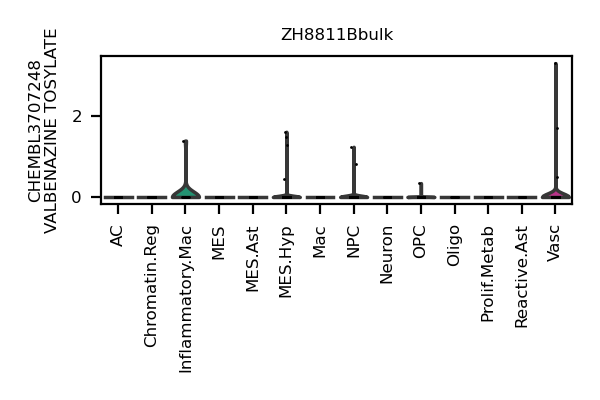 ZH8811Bbulk
CHEMBL3707248
VALBENAZINE TOSYLATE
2
0
AC
Chromatin.Reg
Inflammatory.Mac
MES
MES.Ast
MES.Hyp
Mac
NPC
Neuron
OPC
Oligo
Prolif.Metab
Reactive.Ast
Vasc